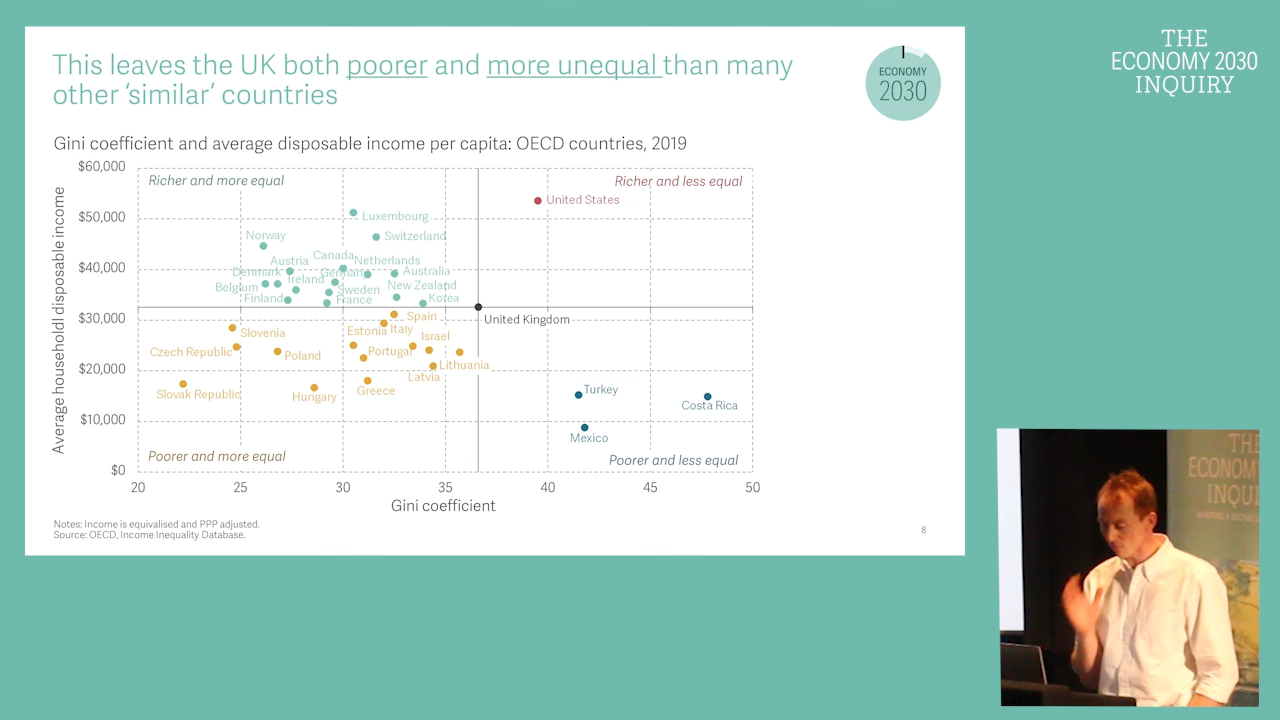 This leaves the UK both poorer and more unequal than many
other ‘similar’ countries
ECONOMY
2030
THE
ECONOMY 2030
INQUIRY
Gini coefficient and average disposable income per capita: OECD countries, 2019
Average householdl disposable income
$60,000
$50,000
$40,000
$30,000
$20,000
$10,000
$0
Richer and more equal
Richer and less equal
United States
Luxembourg
Norway
Switzerland
Canada
Austria
Netherlands
Denmark
Germany
Australia
Belgium
Ireland
Sweden
New Zealand
Finland
France
Korea
Spain
United Kingdom
Slovenia
Estonia
Italy
Israel
Czech Republic
Poland
Portugal
Lithuania
Latvia
Slovak Republic
Hungary
Greece
Turkey
Costa Rica
Mexico
Poorer and more equal
Poorer and less equal
20 25 30 35 40 45 50
Gini coefficient
Notes: Income is equivalised and PPP adjusted.
Source: OECD, Income Inequality Database.
8
THE
ECONOMY
INQUI